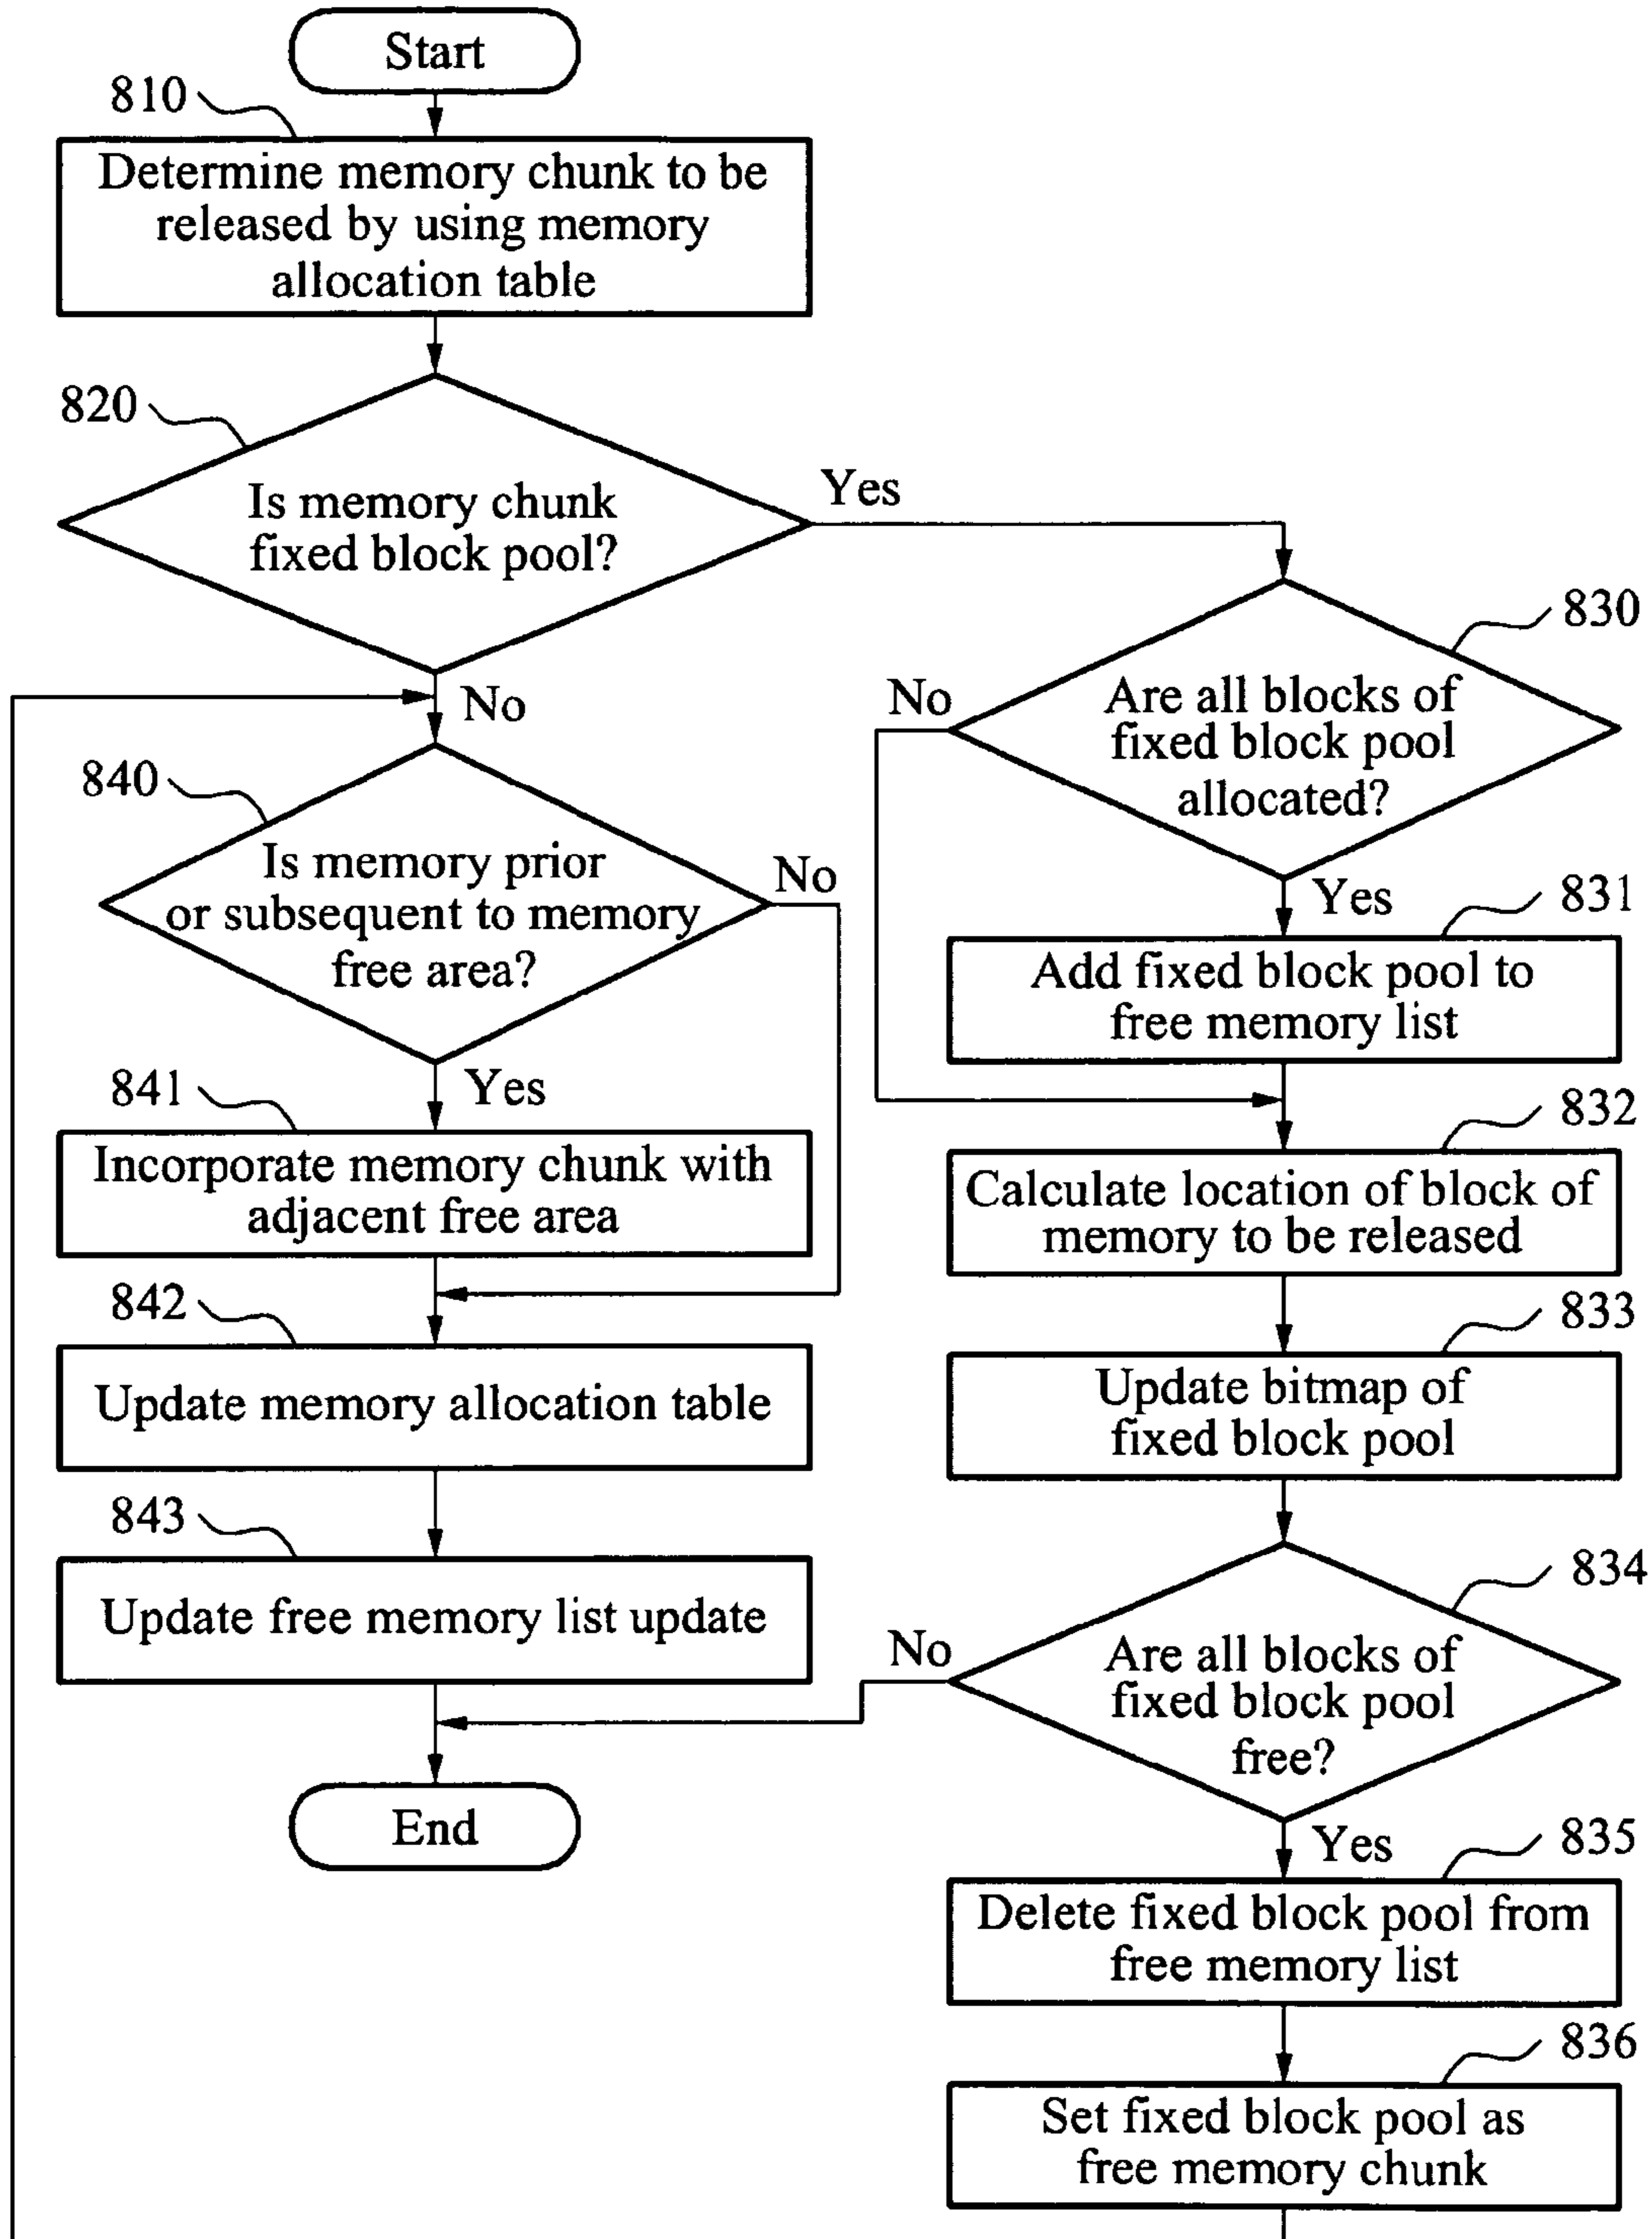 Start
810
Determine memory chunk to be
released by using memory
allocation table
820
Is memory chunk
fixed block pool?
Yes
No
830
Are all blocks of
fixed block pool
allocated?
No
Yes
840
Is memory prior
or subsequent to memory
free area?
No
Yes
831
Add fixed block pool to
free memory list
841
Incorporate memory chunk with
adjacent free area
832
Calculate location of block of
memory to be released
842
Update memory allocation table
833
Update bitmap of
fixed block pool
843
Update free memory list update
834
Are all blocks of
fixed block pool
free?
No
Yes
End
835
Delete fixed block pool from
free memory list
836
Set fixed block pool as
free memory chunk